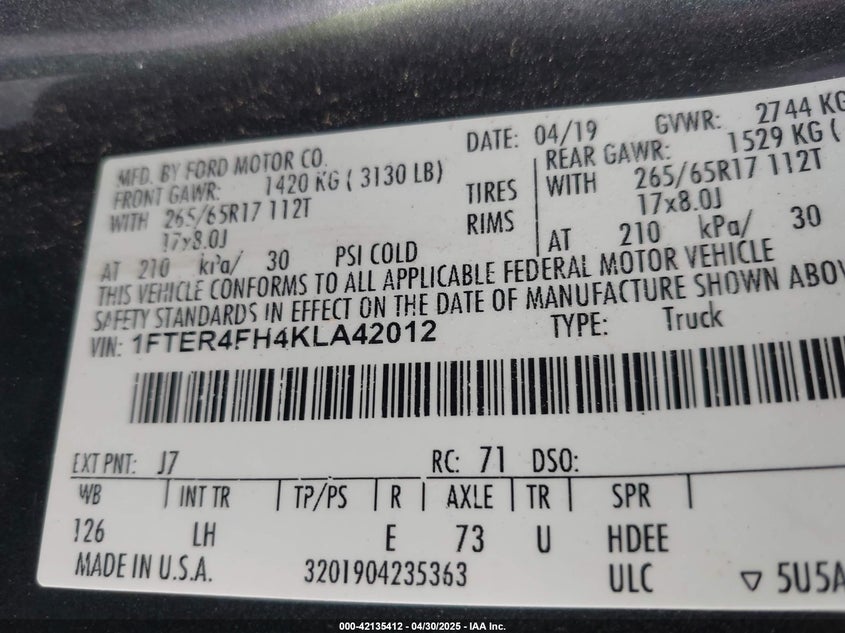 MFD. BY FORD MOTOR CO. DATE: 04/19 GVWR: 2744 KG
FRONT GAWR: 1420 KG ( 3130 LB) REAR GAWR: 1529 KG (
WITH 265/65R17 112T TIRES WITH 265/65R17 112T
17x8.0J RIMS 17x8.0J
AT 210 kPa/ 30 PSI COLD AT 210 kPa/ 30
THIS VEHICLE CONFORMS TO ALL APPLICABLE FEDERAL MOTOR VEHICLE
SAFETY STANDARDS IN EFFECT ON THE DATE OF MANUFACTURE SHOWN ABOV
VIN: 1FTER4FH4KLA42012 TYPE: Truck
EXT PNT: J7 RC: 71 DSO:
WB | INT TR | TP/PS | R | AXLE | TR | SPR |
126 LH E 73 U HDEE
MADE IN U.S.A. 3201904235363 ULC ▽ 5U5A
000-42135412 - 04/30/2025 - IAA Inc.